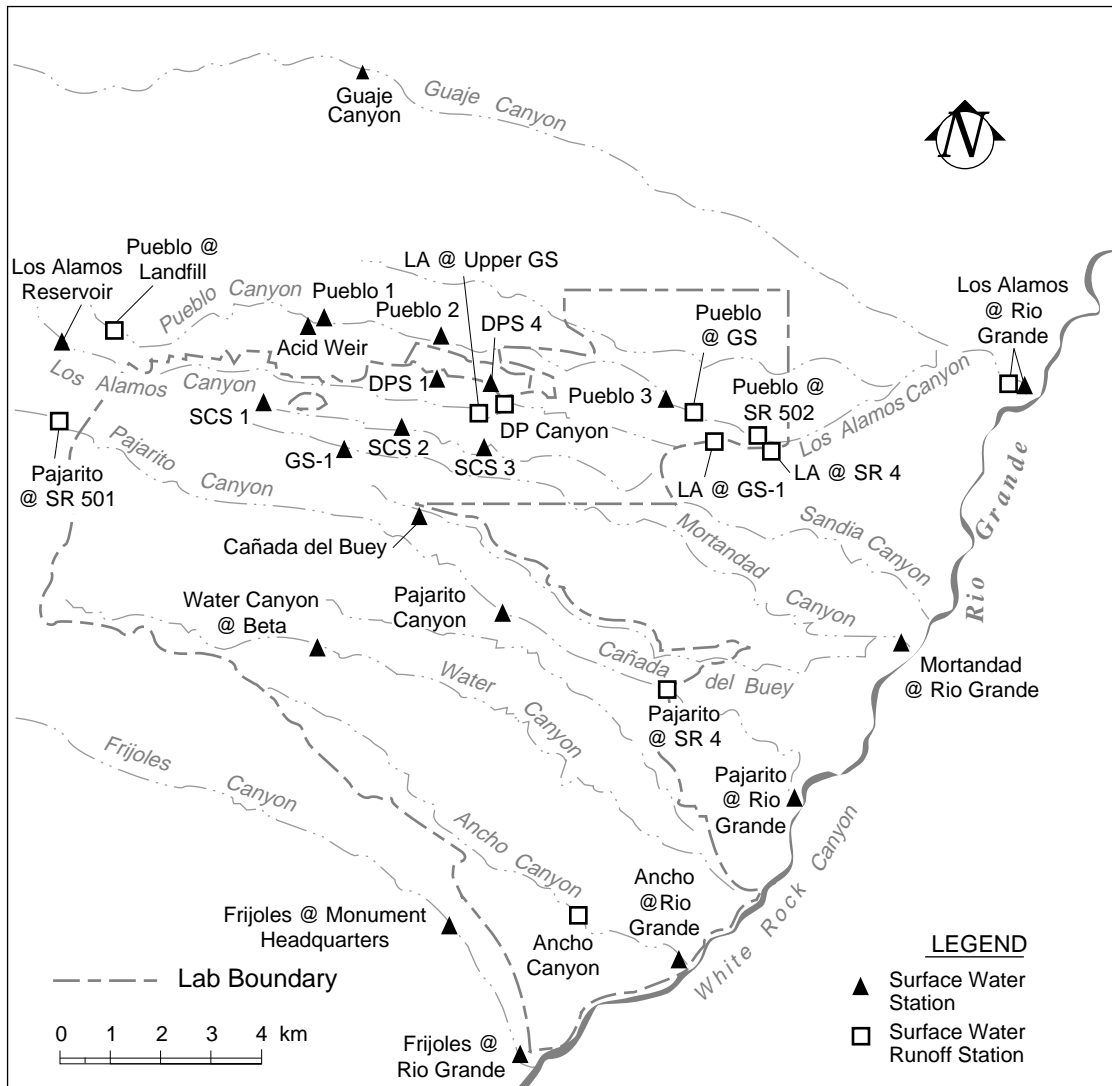 Guaje
Canyon
Guaje Canyon
N
Los Alamos
Reservoir
Pueblo @
Landfill
Pueblo Canyon
Pueblo 1
Acid Weir
LA @ Upper GS
Pueblo 2
DPS 4
DPS 1
Pueblo
@ GS
Los Alamos
@ Rio
Grande
Los Alamos Canyon
SCS 1
GS-1
SCS 2
SCS 3
DP Canyon
Pueblo 3
Pueblo @
SR 502
Los Alamos Canyon
LA @ GS-1
LA @ SR 4
Pajarito
@ SR 501
Pajarito
Canyon
Cañada del Buey
Mortandad
Canyon
Sandia Canyon
Rio Grande
Water Canyon
@ Beta
Pajarito
Canyon
Water
Canyon
Cañada
del Buey
Mortandad
@ Rio Grande
Pajarito
@ SR 4
Pajarito
@ Rio
Grande
Frijoles
Canyon
Ancho Canyon
Ancho
@Rio
Grande
White Rock Canyon
Frijoles @ Monument
Headquarters
Ancho
Canyon
Lab Boundary
0 1 2 3 4 km
Frijoles @
Rio Grande
LEGEND
Surface Water
Station
Surface Water
Runoff Station